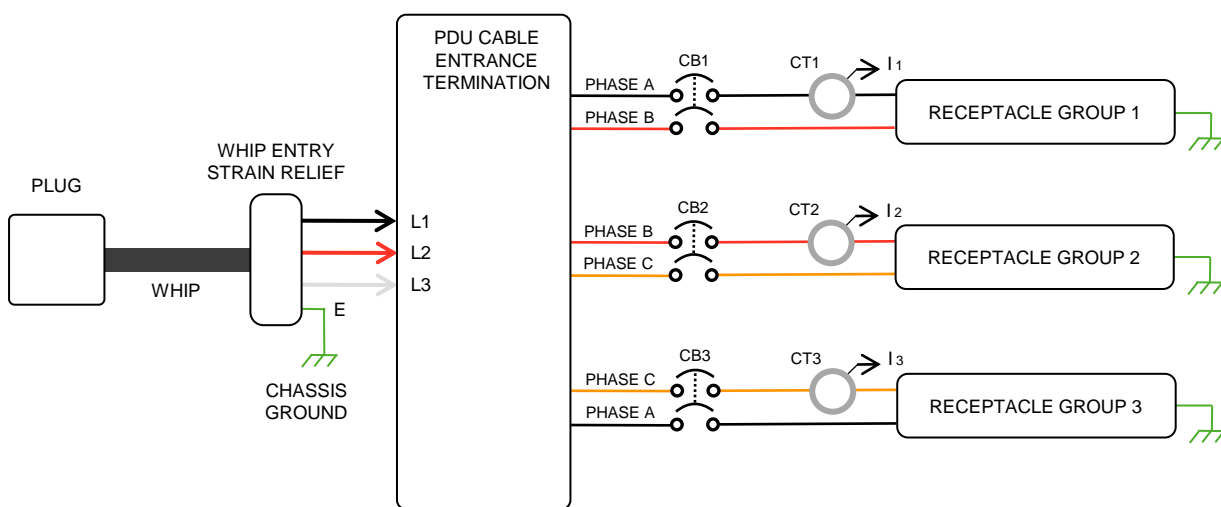 PLUG
WHIP
WHIP ENTRY
STRAIN RELIEF
E
CHASSIS
GROUND
L1
L2
L3
PDU CABLE
ENTRANCE
TERMINATION
PHASE A
PHASE B
CB1
CT1
I1
RECEPTACLE GROUP 1
PHASE B
PHASE C
CB2
CT2
I2
RECEPTACLE GROUP 2
PHASE C
PHASE A
CB3
CT3
I3
RECEPTACLE GROUP 3